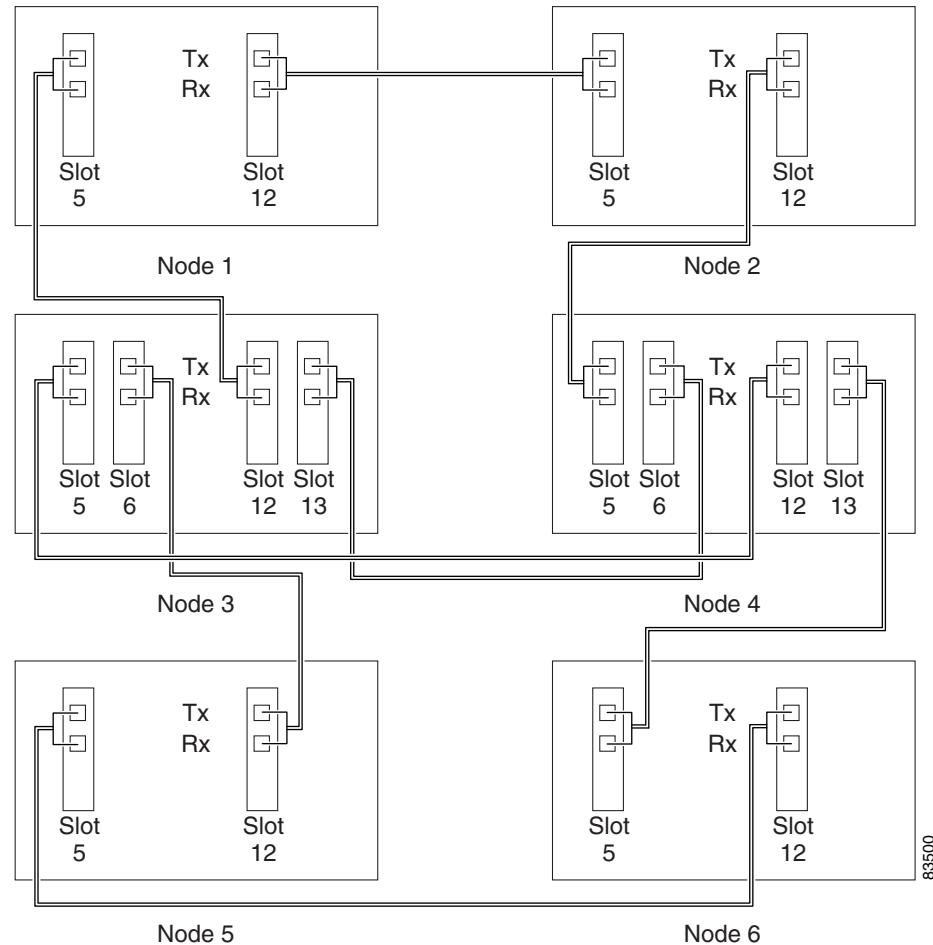 Tx Tx
Rx Rx
Slot Slot Slot Slot
5 12 5 12
Node 1 Node 2
Tx Tx
Rx Rx
Slot Slot Slot Slot Slot Slot Slot Slot
5 6 12 13 5 6 12 13
Node 3 Node 4
Tx Tx
Rx Rx
Slot Slot Slot Slot
5 12 5 12
83500
Node 5 Node 6